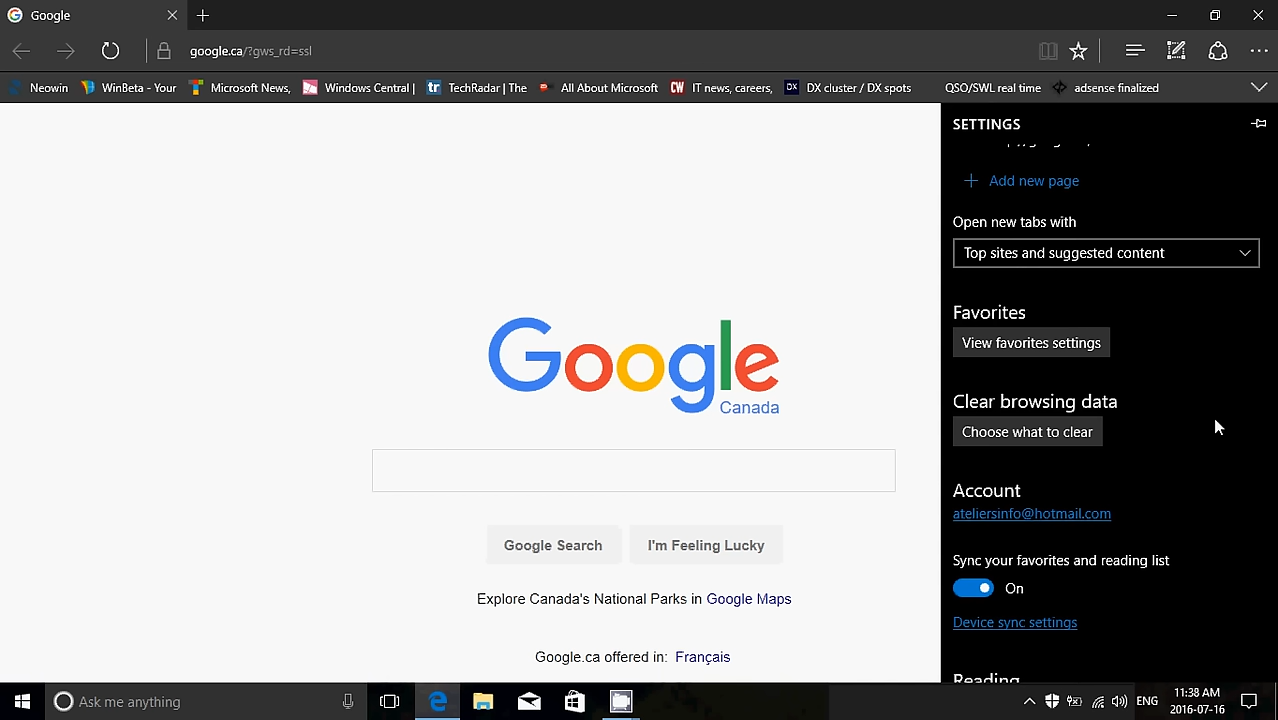 Google
google.ca/?gws_rd=ssl
Neowin WinBeta - Your Microsoft News, Windows Central | TechRadar | The All About Microsoft IT news, careers, DX cluster / DX spots QSO/SWL real time adsense finalized
SETTINGS
Add new page
Open new tabs with
Top sites and suggested content
Favorites
View favorites settings
Clear browsing data
Choose what to clear
Account
ateliersinfo@hotmail.com
Sync your favorites and reading list
On
Device sync settings
Reading
Google
Canada
Google Search I'm Feeling Lucky
Explore Canada's National Parks in Google Maps
Google.ca offered in: Français
Ask me anything
ENG
11:38 AM
2016-07-16